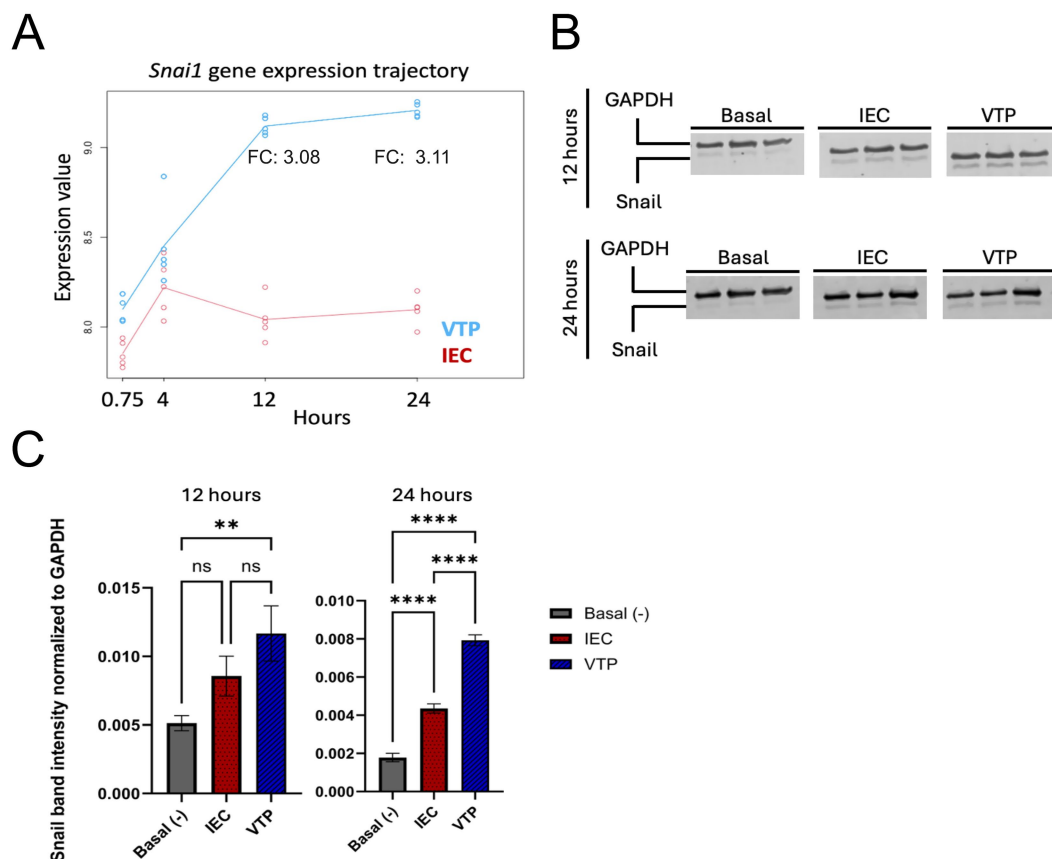 A
Snai1 gene expression trajectory
Expression value
9.0
8.5
8.0
FC: 3.08
FC: 3.11
VTP
IEC
0.75
4
12
24
Hours
B
12 hours
GAPDH
Snail
Basal
IEC
VTP
24 hours
GAPDH
Snail
Basal
IEC
VTP
C
Snail band intensity normalized to GAPDH
12 hours
**
ns
ns
0.015
0.010
0.005
0.000
Basal (-)
IEC
VTP
24 hours
****
****
****
0.010
0.008
0.006
0.004
0.002
0.000
Basal (-)
IEC
VTP
Basal (-)
IEC
VTP